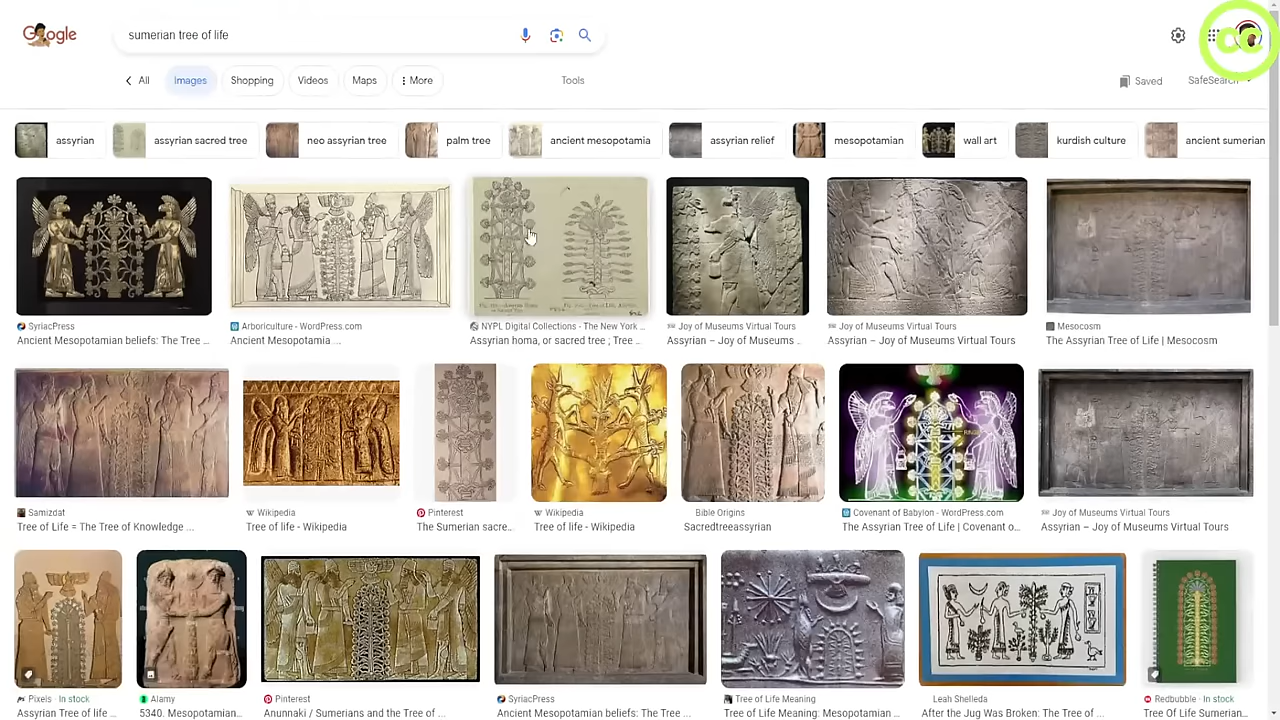 Google
sumerian tree of life
CC
All
Images
Shopping
Videos
Maps
More
Tools
Saved
SafeSearch
assyrian
assyrian sacred tree
neo assyrian tree
palm tree
ancient mesopotamia
assyrian relief
mesopotamian
wall art
kurdish culture
ancient sumerian
SyriacPress
Ancient Mesopotamian beliefs: The Tree ...
Arboriculture - WordPress.com
Ancient Mesopotamia ...
NYPL Digital Collections - The New York ...
Assyrian homa, or sacred tree ; Tree ...
Joy of Museums Virtual Tours
Assyrian – Joy of Museums ...
Joy of Museums Virtual Tours
Assyrian – Joy of Museums Virtual Tours
Mesocosm
The Assyrian Tree of Life | Mesocosm
Samizdat
Tree of Life = The Tree of Knowledge ...
Wikipedia
Tree of life - Wikipedia
Pinterest
The Sumerian sacre...
Wikipedia
Tree of life - Wikipedia
Bible Origins
Sacredtreeassyrian
Covenant of Babylon - WordPress.com
The Assyrian Tree of Life | Covenant o...
Joy of Museums Virtual Tours
Assyrian – Joy of Museums Virtual Tours
Pixels · In stock
Assyrian Tree of life ...
Alamy
5340. Mesopotamian...
Pinterest
Anunnaki / Sumerians and the Tree of ...
SyriacPress
Ancient Mesopotamian beliefs: The Tree ...
Tree of Life Meaning
Tree of Life Meaning: Mesopotamian ...
Leah Shelleda
After the Jug Was Broken: The Tree of ...
Redbubble · In stock
Tree Of Life Sumerian...